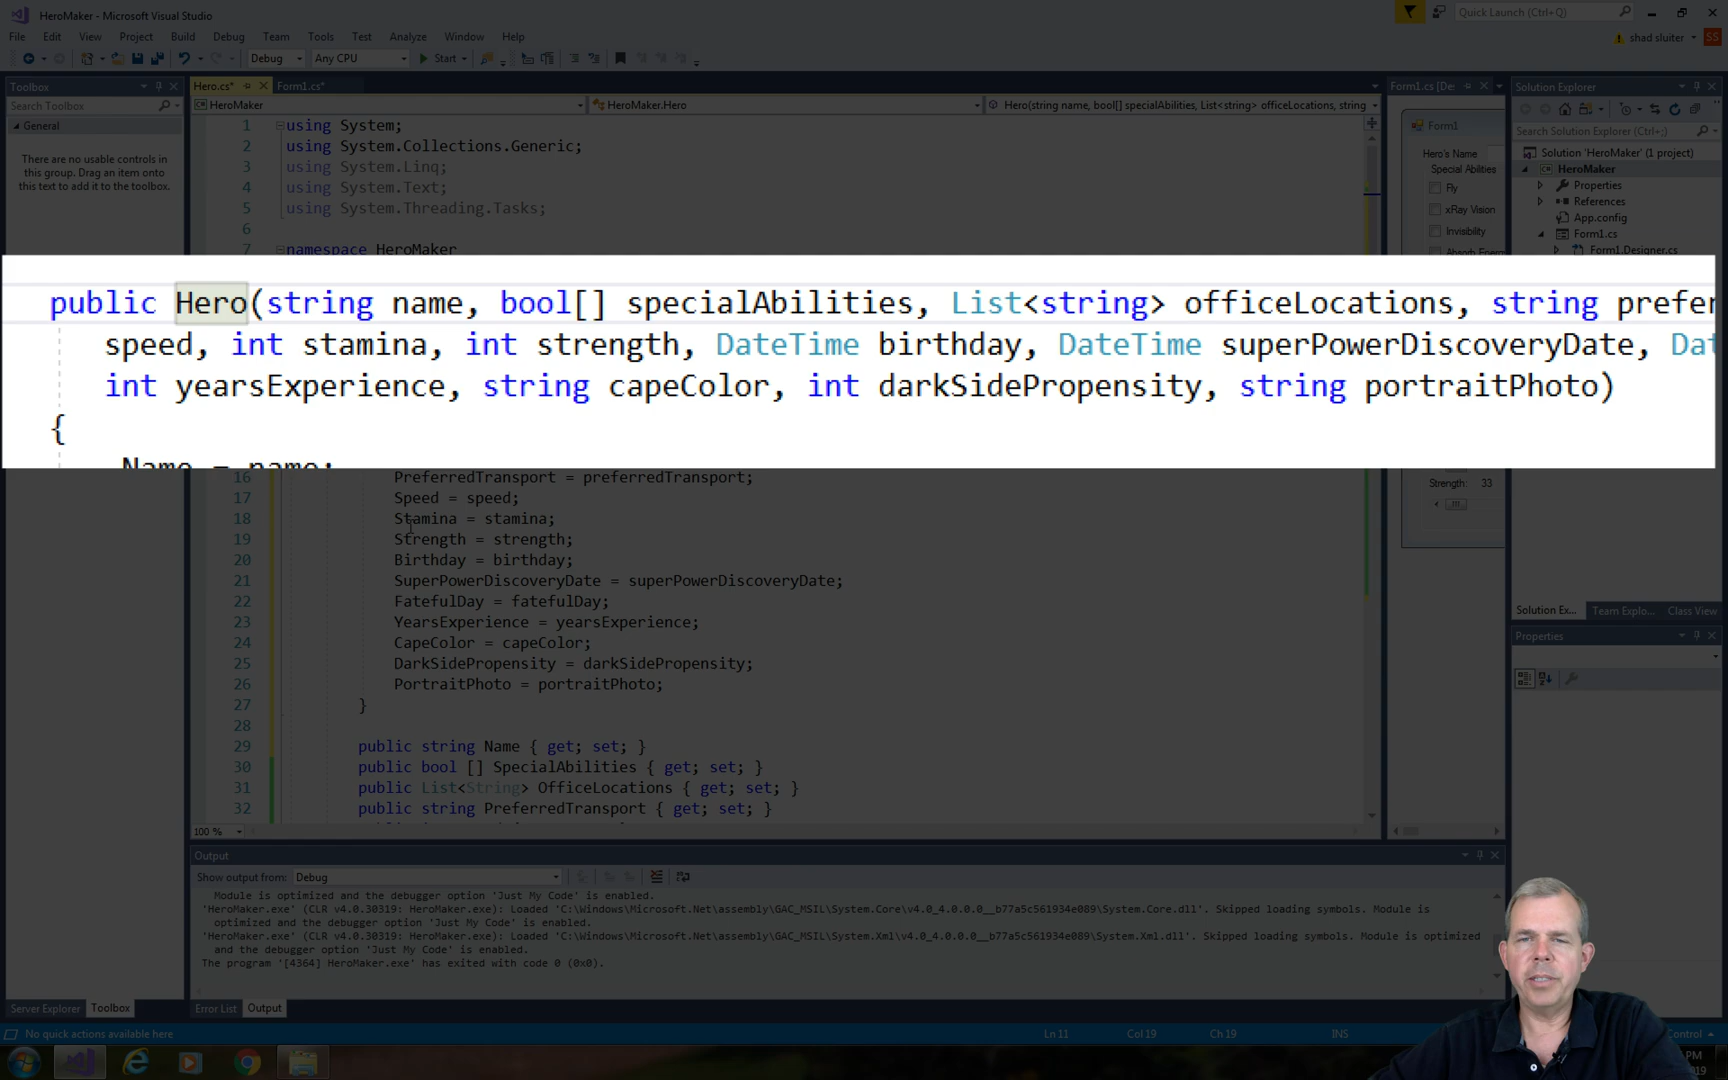 HeroMaker - Microsoft Visual Studio
Quick Launch (Ctrl+Q)
File Edit View Project Build Debug Team Tools Test Analyze Window Help
shad sluiter SS
Debug Any CPU Start
Toolbox
Search Toolbox
General
There are no usable controls in
this group. Drag an item onto
this text to add it to the toolbox.
Hero.cs* Form1.cs*
HeroMaker HeroMaker.Hero Hero(string name, bool[] specialAbilities, List<string> officeLocations, string
1 using System;
2 using System.Collections.Generic;
3 using System.Linq;
4 using System.Text;
5 using System.Threading.Tasks;
6
7 namespace HeroMaker
public Hero(string name, bool[] specialAbilities, List<string> officeLocations, string prefer
speed, int stamina, int strength, DateTime birthday, DateTime superPowerDiscoveryDate, Dat
int yearsExperience, string capeColor, int darkSidePropensity, string portraitPhoto)
{
Name = name;
16 PreferredTransport = preferredTransport;
17 Speed = speed;
18 Stamina = stamina;
19 Strength = strength;
20 Birthday = birthday;
21 SuperPowerDiscoveryDate = superPowerDiscoveryDate;
22 FatefulDay = fatefulDay;
23 YearsExperience = yearsExperience;
24 CapeColor = capeColor;
25 DarkSidePropensity = darkSidePropensity;
26 PortraitPhoto = portraitPhoto;
27 }
28
29 public string Name { get; set; }
30 public bool [] SpecialAbilities { get; set; }
31 public List<String> OfficeLocations { get; set; }
32 public string PreferredTransport { get; set; }
100 %
Form1.cs [De
Form1
Hero's Name
Special Abilities
Fly
xRay Vision
Invisibility
Absorb Energy
Strength: 33
Solution Explorer
Search Solution Explorer (Ctrl+;)
Solution 'HeroMaker' (1 project)
HeroMaker
Properties
References
App.config
Form1.cs
Form1.Designer.cs
Solution Ex... Team Explo... Class View
Properties
Output
Show output from: Debug
Module is optimized and the debugger option 'Just My Code' is enabled.
'HeroMaker.exe' (CLR v4.0.30319: HeroMaker.exe): Loaded 'C:\Windows\Microsoft.Net\assembly\GAC_MSIL\System.Core\v4.0_4.0.0.0__b77a5c561934e089\System.Core.dll'. Skipped loading symbols. Module is
optimized and the debugger option 'Just My Code' is enabled.
'HeroMaker.exe' (CLR v4.0.30319: HeroMaker.exe): Loaded 'C:\Windows\Microsoft.Net\assembly\GAC_MSIL\System.Xml\v4.0_4.0.0.0__b77a5c561934e089\System.Xml.dll'. Skipped loading symbols. Module is optimized
and the debugger option 'Just My Code' is enabled.
The program '[4364] HeroMaker.exe' has exited with code 0 (0x0).
Server Explorer Toolbox Error List Output
No quick actions available here Ln 11 Col 19 Ch 19 INS Control
PM